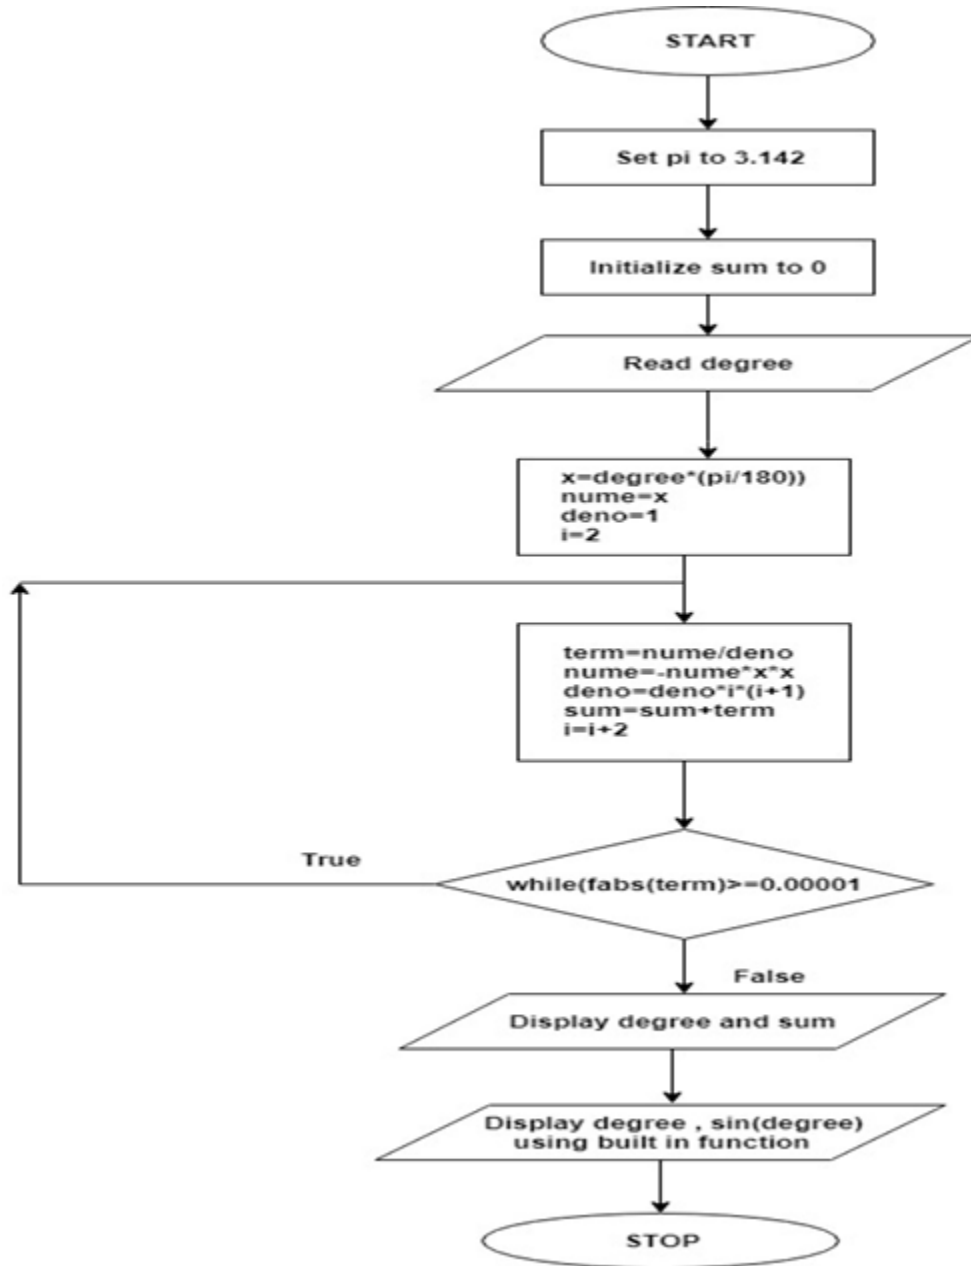 START
Set pi to 3.142
Initialize sum to 0
Read degree
x=degree*(pi/180))
nume=x
deno=1
i=2
term=nume/deno
nume=-nume*x*x
deno=deno*i*(i+1)
sum=sum+term
i=i+2
True
while(fabs(term)>=0.00001
False
Display degree and sum
Display degree , sin(degree)
using built in function
STOP